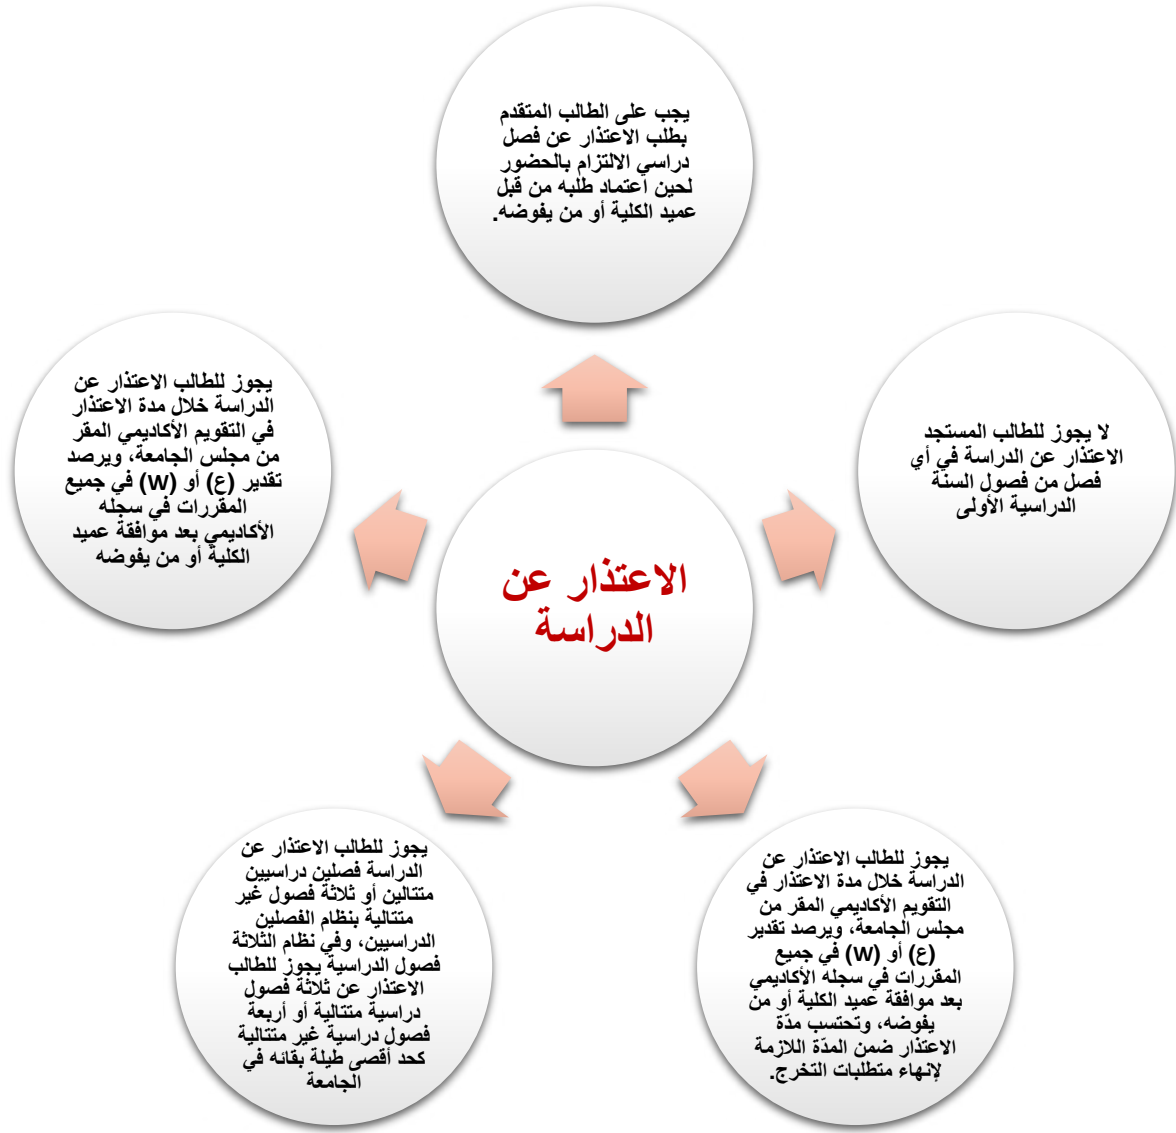 يجب على الطالب المتقدم
بطلب الاعتذار عن فصل
دراسي الالتزام بالحضور
لحين اعتماد طلبه من قبل
عميد الكلية أو من يفوضه.
لا يجوز للطالب المستجد
الاعتذار عن الدراسة في أي
فصل من فصول السنة
الدراسية الأولى
يجوز للطالب الاعتذار عن
الدراسة خلال مدة الاعتذار
في التقويم الأكاديمي المقر
من مجلس الجامعة، ويرصد
تقدير (ع) أو (W) في جميع
المقررات في سجله
الأكاديمي بعد موافقة عميد
الكلية أو من يفوضه
الاعتذار عن
الدراسة
يجوز للطالب الاعتذار عن
الدراسة خلال مدة الاعتذار في
التقويم الأكاديمي المقر من
مجلس الجامعة، ويرصد تقدير
(ع) أو (W) في جميع
المقررات في سجله الأكاديمي
بعد موافقة عميد الكلية أو من
يفوضه، وتحتسب مدّة
الاعتذار ضمن المدّة اللازمة
لإنهاء متطلبات التخرج.
يجوز للطالب الاعتذار عن
الدراسة فصلين دراسيين
متتالين أو ثلاثة فصول غير
متتالية بنظام الفصلين
الدراسيين، وفي نظام الثلاثة
فصول الدراسية يجوز للطالب
الاعتذار عن ثلاثة فصول
دراسية متتالية أو أربعة
فصول دراسية غير متتالية
كحد أقصى طيلة بقائه في
الجامعة